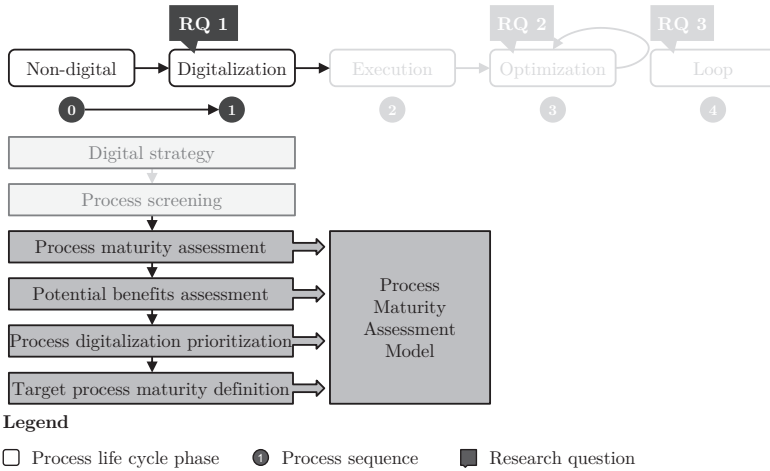 RQ 1
RQ 2
RQ 3
Non-digital
Digitalization
Execution
Optimization
Loop
0
1
2
3
4
Digital strategy
Process screening
Process maturity assessment
Potential benefits assessment
Process digitalization prioritization
Target process maturity definition
Process
Maturity
Assessment
Model
Legend
Process life cycle phase
1 Process sequence
Research question